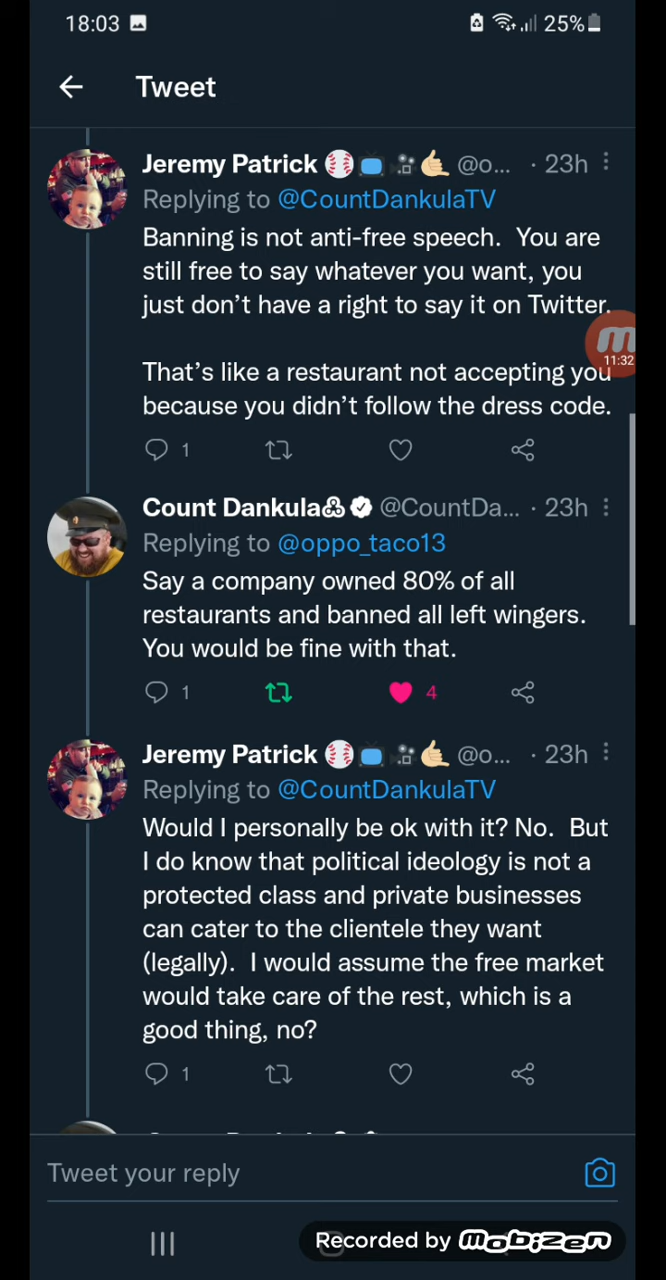 18:03 25%
Tweet
Jeremy Patrick @o... · 23h
Replying to @CountDankulaTV
Banning is not anti-free speech. You are
still free to say whatever you want, you
just don’t have a right to say it on Twitter.
11:32
That’s like a restaurant not accepting you
because you didn’t follow the dress code.
1
Count Dankula @CountDa... · 23h
Replying to @oppo_taco13
Say a company owned 80% of all
restaurants and banned all left wingers.
You would be fine with that.
1 4
Jeremy Patrick @o... · 23h
Replying to @CountDankulaTV
Would I personally be ok with it? No. But
I do know that political ideology is not a
protected class and private businesses
can cater to the clientele they want
(legally). I would assume the free market
would take care of the rest, which is a
good thing, no?
1
Tweet your reply
Recorded by mobizen